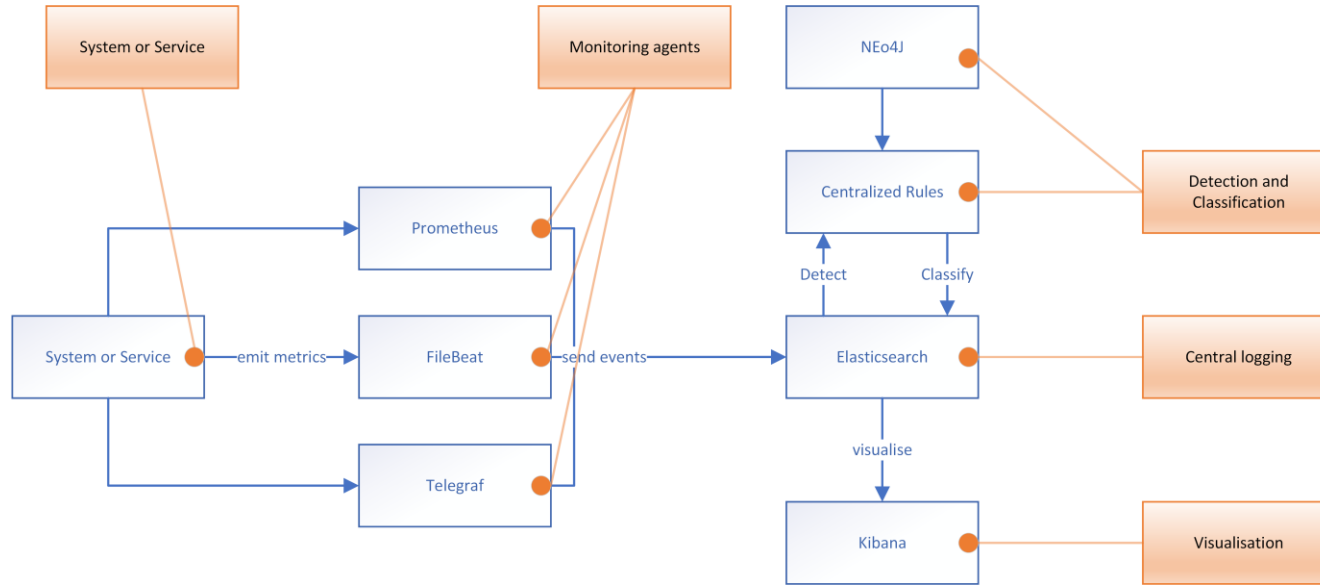 System or Service
Monitoring agents
NEo4J
Centralized Rules
Detection and
Classification
Prometheus
Detect
Classify
System or Service
emit metrics
FileBeat
send events
Elasticsearch
Central logging
visualise
Telegraf
Kibana
Visualisation